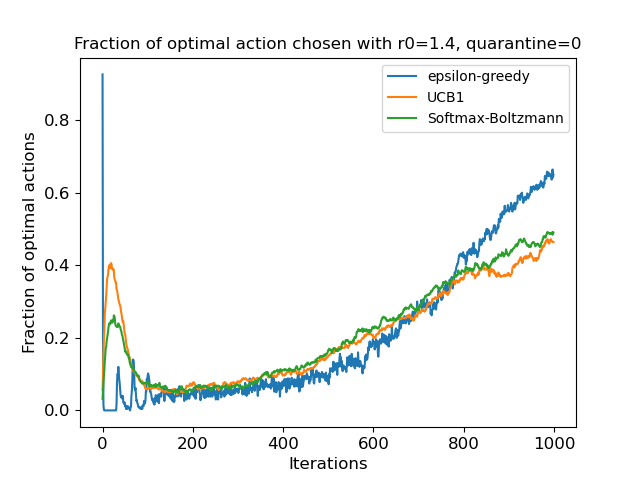 Fraction of optimal action chosen with r0=1.4, quarantine=0
epsilon-greedy
UCB1
Softmax-Boltzmann
Fraction of optimal actions
0.8
0.6
0.4
0.2
0.0
0 200 400 600 800 1000
Iterations